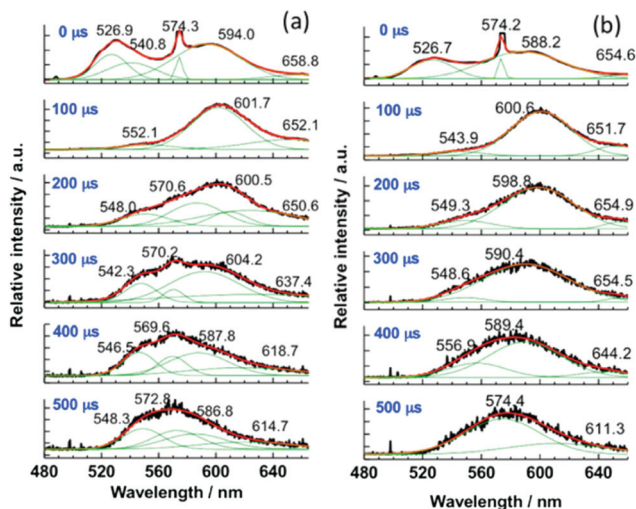 (a)
0 µs
526.9
540.8
574.3
594.0
658.8
100 µs
552.1
601.7
652.1
200 µs
548.0
570.6
600.5
650.6
300 µs
542.3
570.2
604.2
637.4
400 µs
546.5
569.6
587.8
618.7
500 µs
548.3
572.8
586.8
614.7
480 520 560 600 640
Wavelength / nm
Relative intensity / a.u.
(b)
0 µs
526.7
574.2
588.2
654.6
100 µs
543.9
600.6
651.7
200 µs
549.3
598.8
654.9
300 µs
548.6
590.4
654.5
400 µs
556.9
589.4
644.2
500 µs
574.4
611.3
480 520 560 600 640
Wavelength / nm
Relative intensity / a.u.